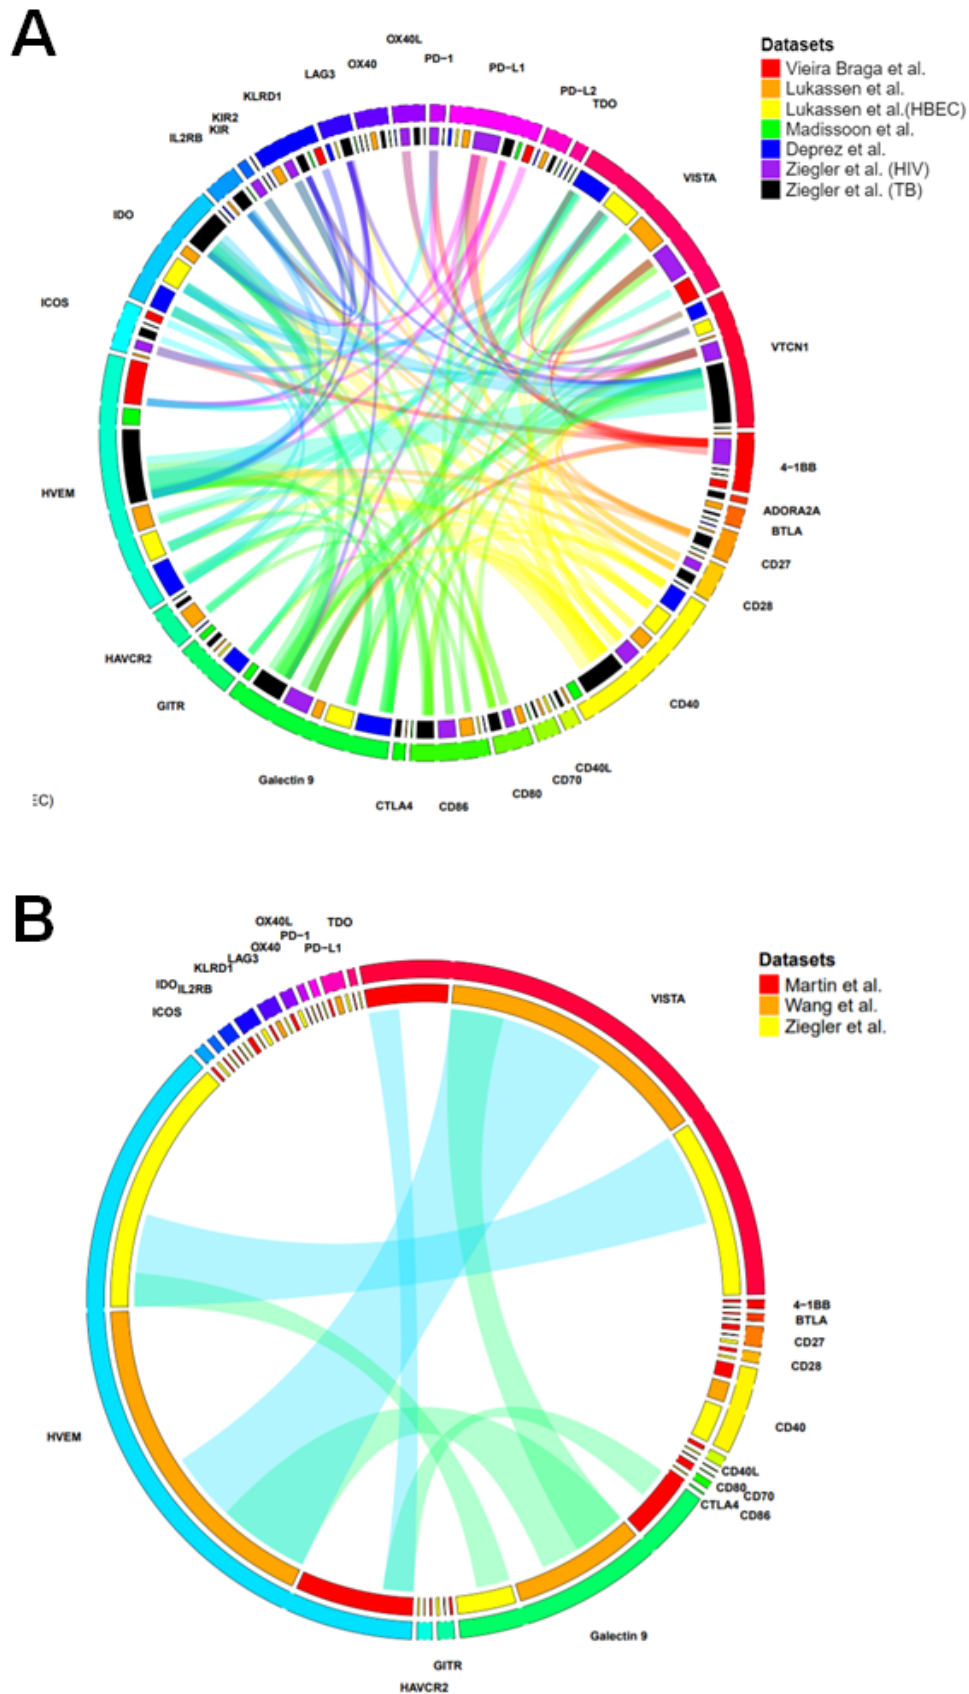 A
OX40L
PD-1
OX40
PD-L1
LAG3
PD-L2
TDO
KLRD1
KIR2
KIR
IL2RB
VISTA
IDO
ICOS
VTCN1
HVEM
4-1BB
ADORA2A
BTLA
CD27
CD28
HAVCR2
GITR
CD40
Galectin 9
CD40L
CD70
CD80
CTLA4
CD86
EC)
Datasets
Vieira Braga et al.
Lukassen et al.
Lukassen et al.(HBEC)
Madissoon et al.
Deprez et al.
Ziegler et al. (HIV)
Ziegler et al. (TB)
B
OX40L
TDO
PD-1
OX40
PD-L1
LAG3
KLRD1
IDO
IL2RB
ICOS
VISTA
4-1BB
BTLA
CD27
CD28
CD40
HVEM
CD40L
CD80
CD70
CTLA4
CD86
Galectin 9
GITR
HAVCR2
Datasets
Martin et al.
Wang et al.
Ziegler et al.